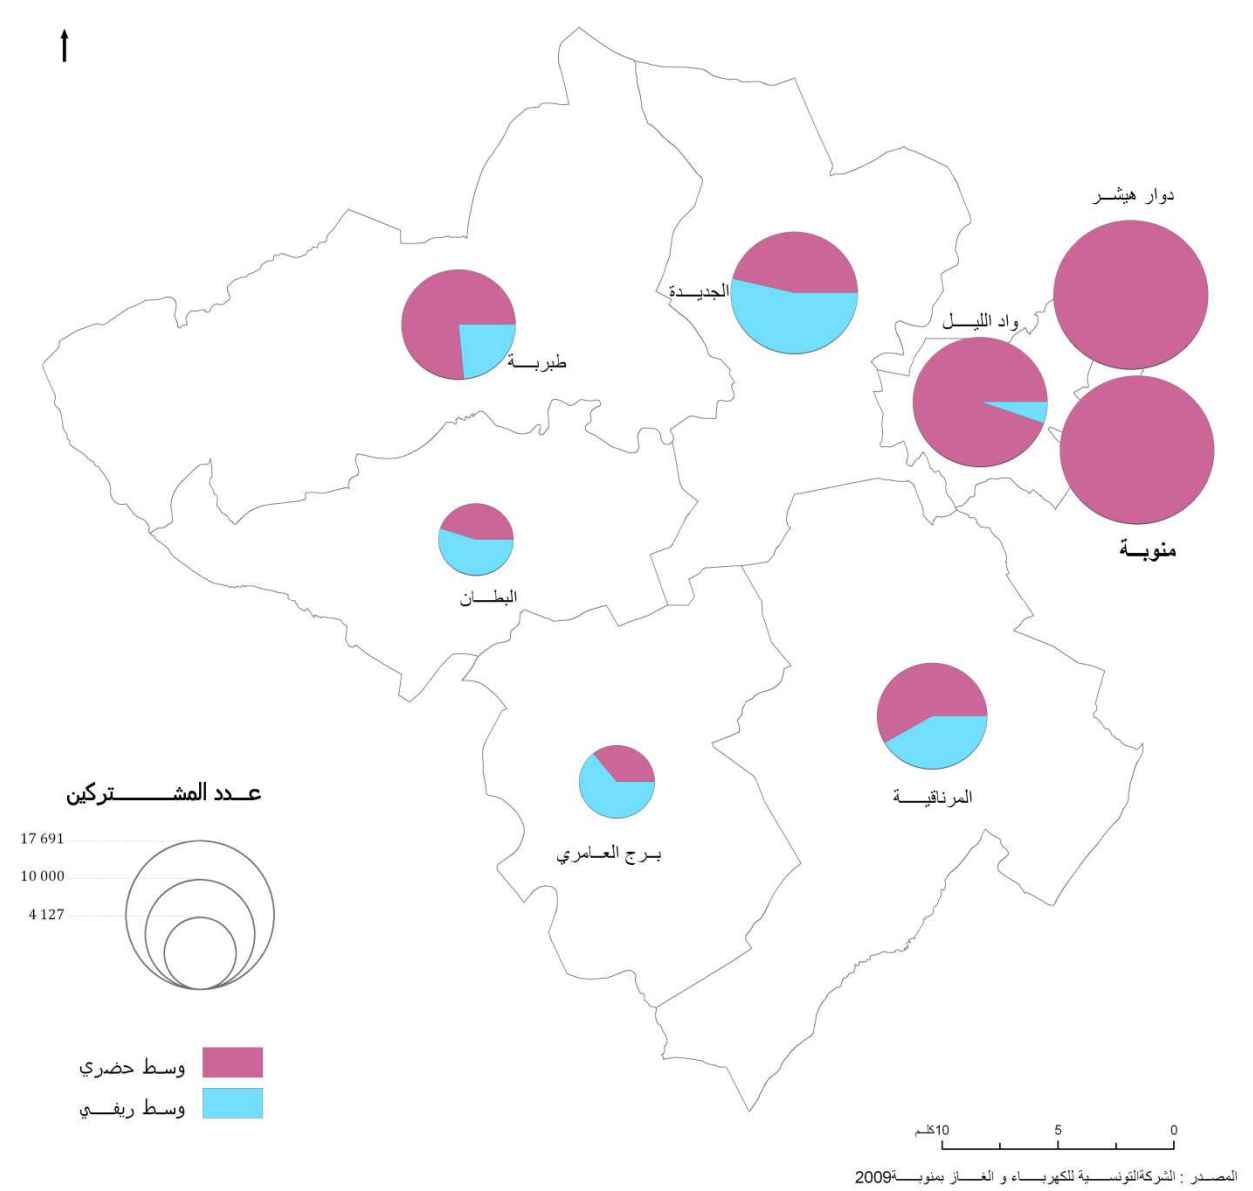 دوار هيشر
الجديدة
واد الليل
طبربة
منوبة
البطان
المرناقية
برج العامري
عدد المشتركين
17 691
10 000
4 127
وسط حضري
وسط ريفي
10كلم 5 0
المصدر : الشركةالتونسية للكهرباء و الغاز بمنوبة2009